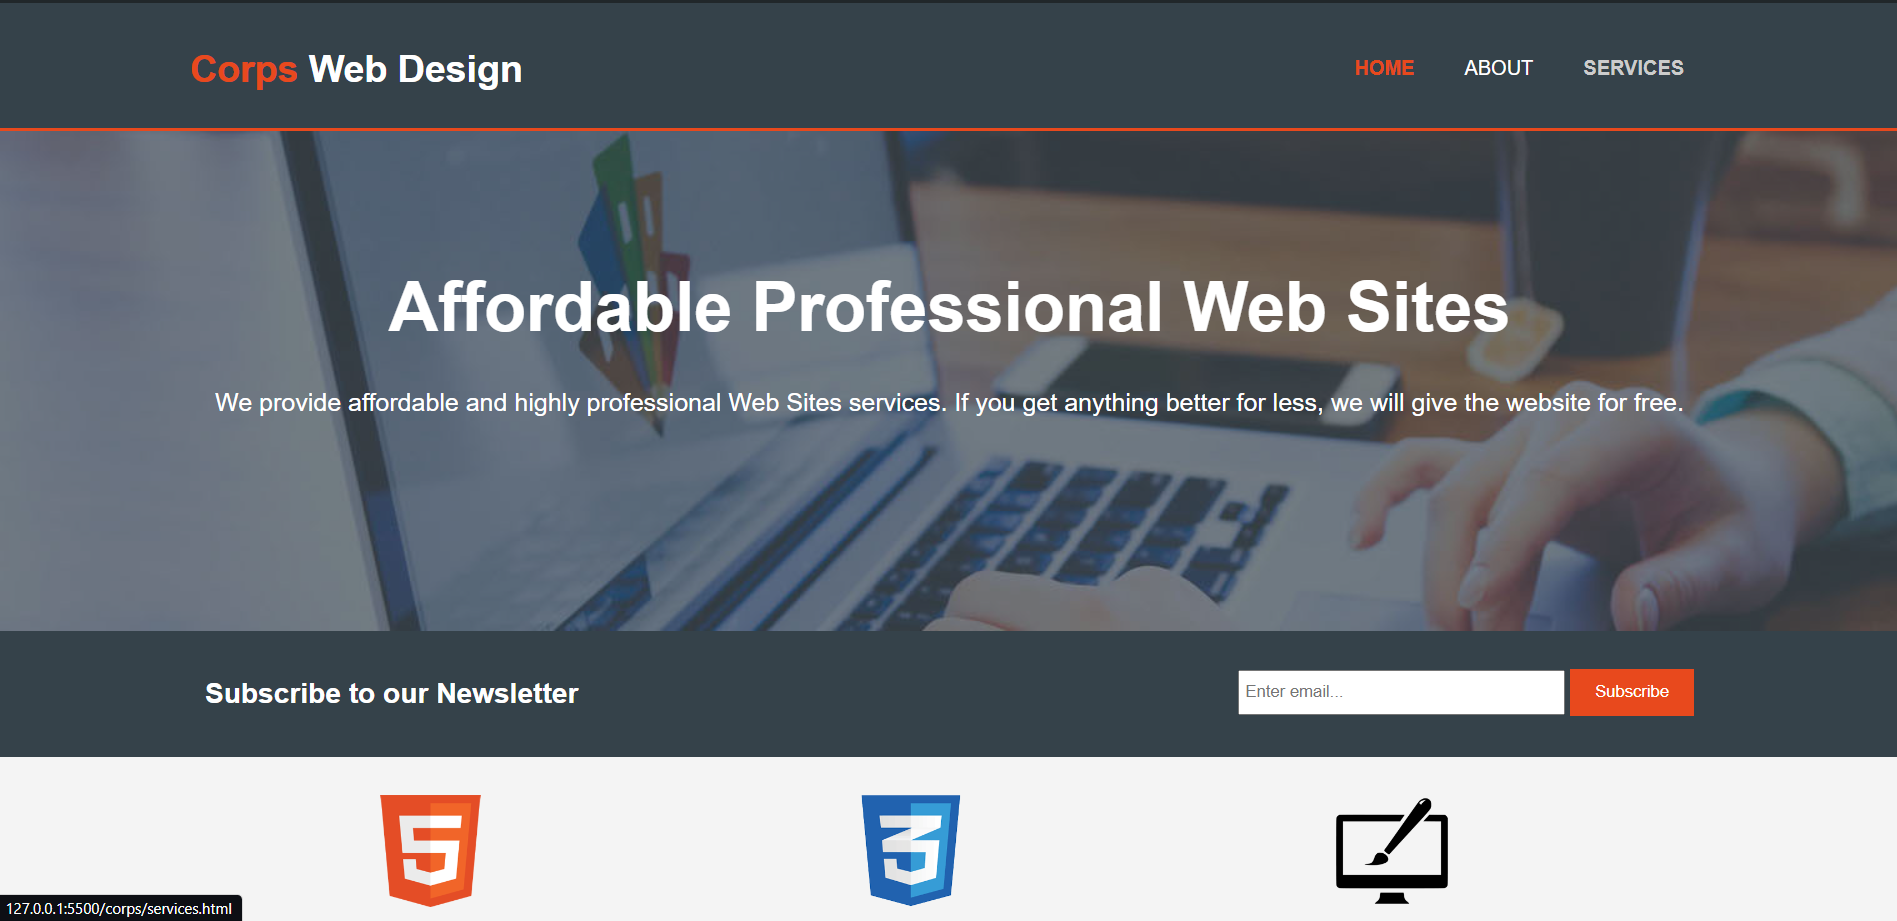 Corps Web Design
HOME ABOUT SERVICES
Affordable Professional Web Sites
We provide affordable and highly professional Web Sites services. If you get anything better for less, we will give the website for free.
Subscribe to our Newsletter
Enter email...
Subscribe
5 3
127.0.0.1:5500/corps/services.html